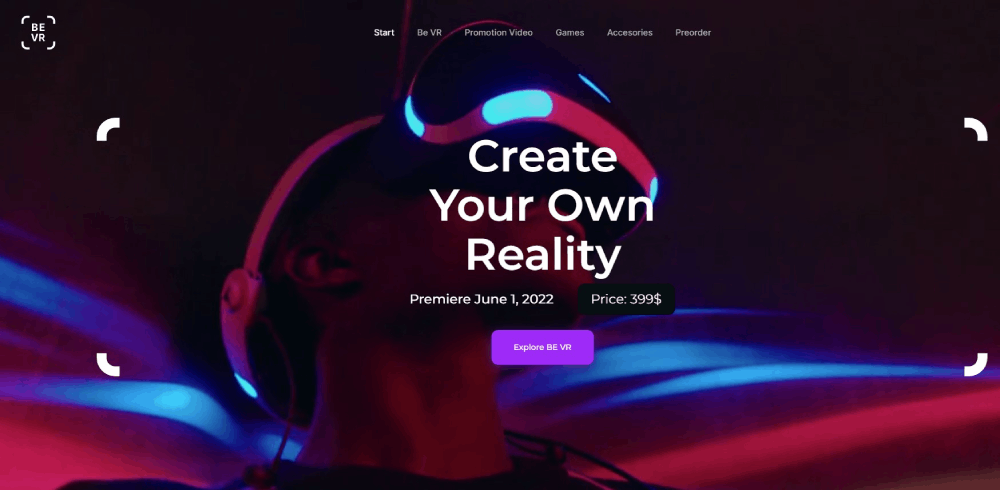 BE
VR
Start Be VR Promotion Video Games Accesories Preorder
Create
Your Own
Reality
Premiere June 1, 2022 Price: 399$
Explore BE VR